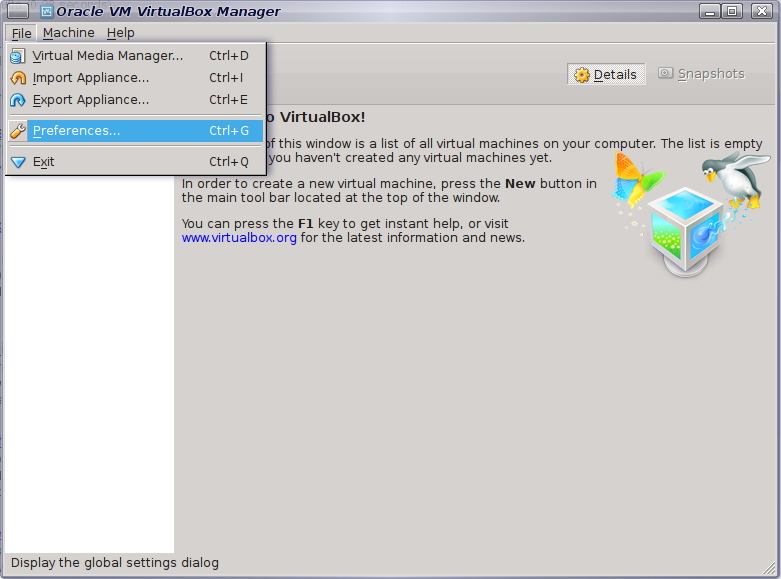 Oracle VM VirtualBox Manager
File Machine Help
Virtual Media Manager... Ctrl+D
Import Appliance... Ctrl+I
Export Appliance... Ctrl+E
Preferences... Ctrl+G
Exit Ctrl+Q
Details Snapshots
o VirtualBox!
of this window is a list of all virtual machines on your computer. The list is empty
you haven't created any virtual machines yet.
In order to create a new virtual machine, press the New button in
the main tool bar located at the top of the window.
You can press the F1 key to get instant help, or visit
www.virtualbox.org for the latest information and news.
Display the global settings dialog